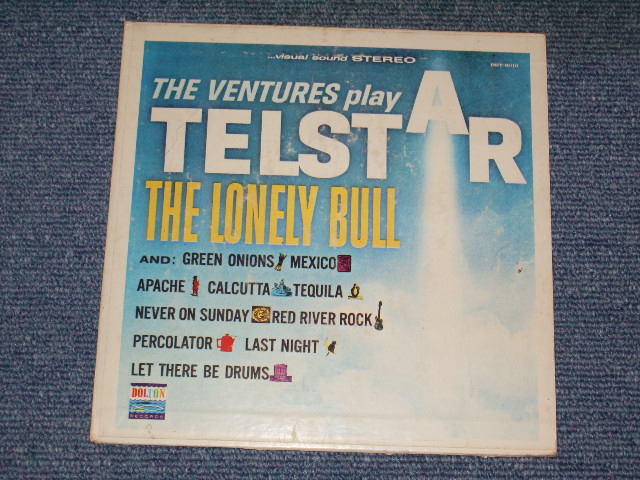 ...visual sound STEREO
THE VENTURES play
TELSTAR
THE LONELY BULL
AND: GREEN ONIONS MEXICO
APACHE CALCUTTA TEQUILA
NEVER ON SUNDAY RED RIVER ROCK
PERCOLATOR LAST NIGHT
LET THERE BE DRUMS
DOLTON
RECORDS